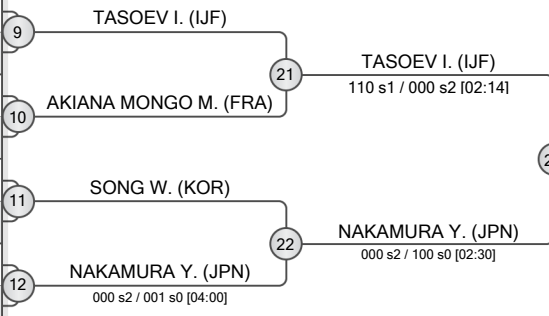 9
TASOEV I. (IJF)
21
TASOEV I. (IJF)
110 s1 / 000 s2 [02:14]
10
AKIANA MONGO M. (FRA)
11
SONG W. (KOR)
22
NAKAMURA Y. (JPN)
000 s2 / 100 s0 [02:30]
12
NAKAMURA Y. (JPN)
000 s2 / 001 s0 [04:00]